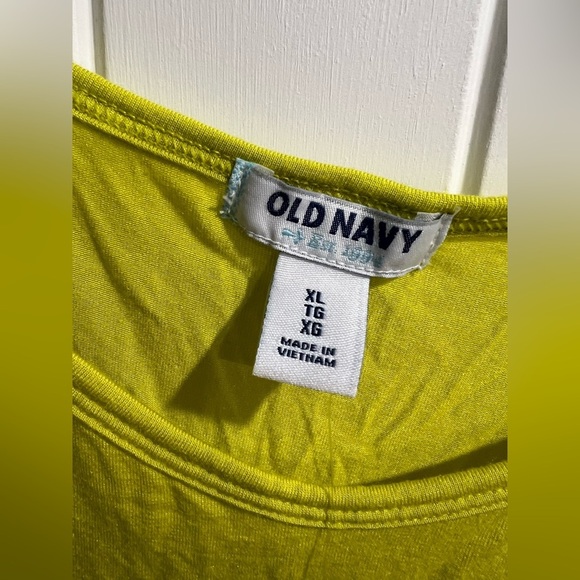 OLD NAVY
XL
TG
XG
MADE IN
VIETNAM